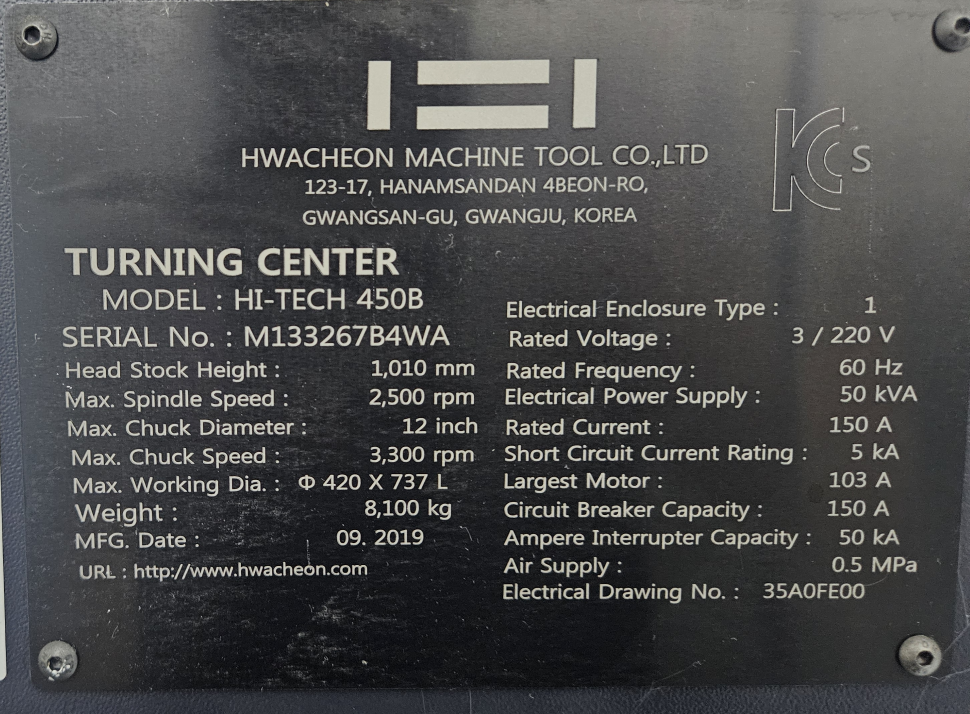 HWACHEON MACHINE TOOL CO.,LTD
123-17, HANAMSANDAN 4BEON-RO,
GWANGSAN-GU, GWANGJU, KOREA
KCs
TURNING CENTER
MODEL : HI-TECH 450B
SERIAL No. : M133267B4WA
Head Stock Height : 1,010 mm
Max. Spindle Speed : 2,500 rpm
Max. Chuck Diameter : 12 inch
Max. Chuck Speed : 3,300 rpm
Max. Working Dia. : Φ 420 X 737 L
Weight : 8,100 kg
MFG. Date : 09. 2019
URL : http://www.hwacheon.com
Electrical Enclosure Type : 1
Rated Voltage : 3 / 220 V
Rated Frequency : 60 Hz
Electrical Power Supply : 50 kVA
Rated Current : 150 A
Short Circuit Current Rating : 5 kA
Largest Motor : 103 A
Circuit Breaker Capacity : 150 A
Ampere Interrupter Capacity : 50 kA
Air Supply : 0.5 MPa
Electrical Drawing No. : 35A0FE00